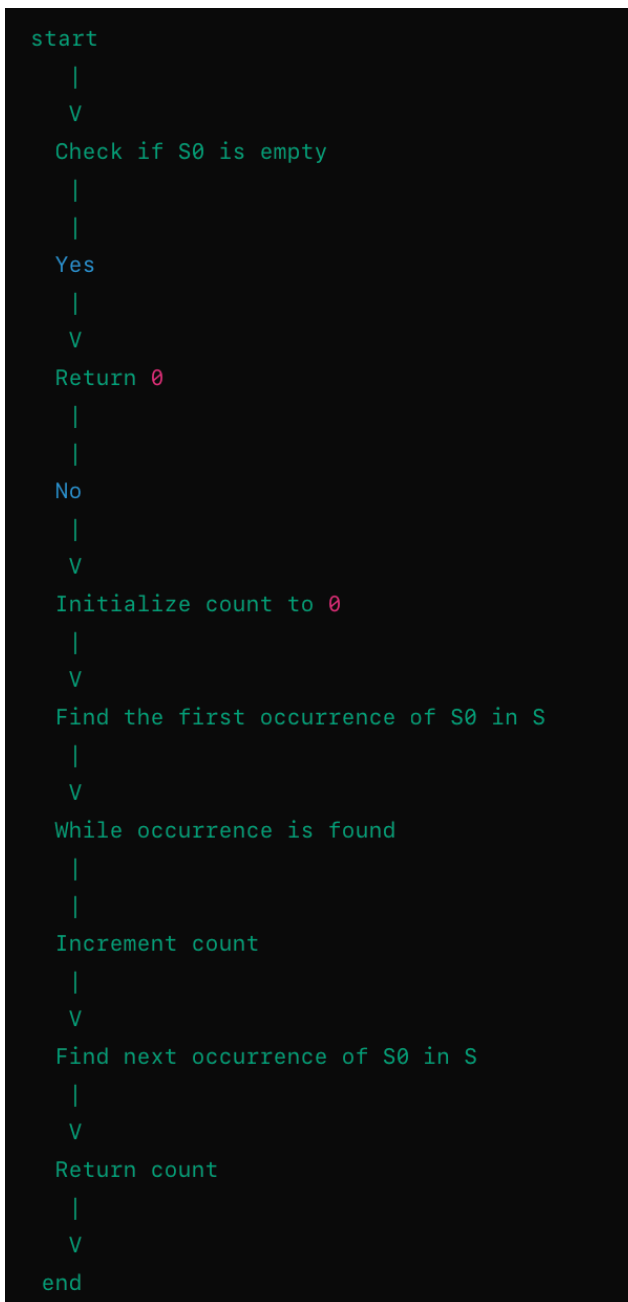 start
|
V
Check if S0 is empty
|
|
Yes
|
V
Return 0
|
|
No
|
V
Initialize count to 0
|
V
Find the first occurrence of S0 in S
|
V
While occurrence is found
|
|
Increment count
|
V
Find next occurrence of S0 in S
|
V
Return count
|
V
end